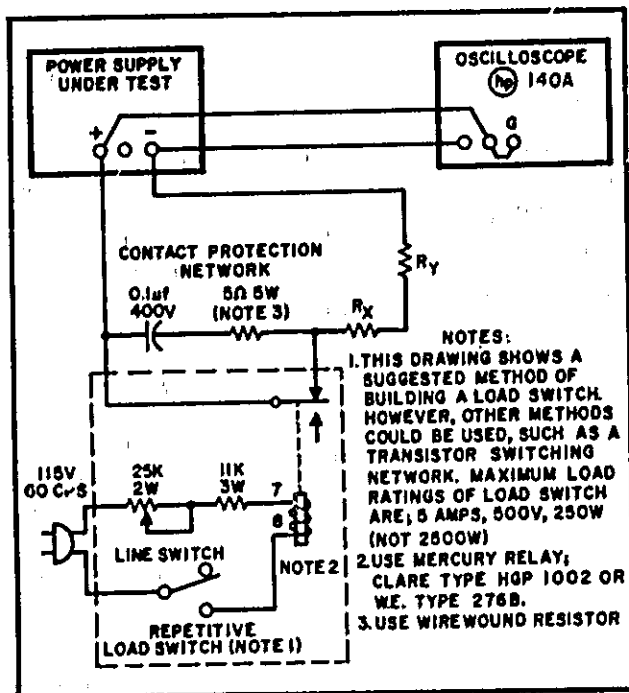 POWER SUPPLY
UNDER TEST
OSCILLOSCOPE
hp 140A
+
-
G
CONTACT PROTECTION
NETWORK
0.1uf
400V
5Ω 5W
(NOTE 3)
RX
RY
115V
60 CPS
25K
2W
11K
3W
7
8
LINE SWITCH
NOTE 2
REPETITIVE
LOAD SWITCH (NOTE 1)
NOTES:
1. THIS DRAWING SHOWS A
SUGGESTED METHOD OF
BUILDING A LOAD SWITCH.
HOWEVER, OTHER METHODS
COULD BE USED, SUCH AS A
TRANSISTOR SWITCHING
NETWORK. MAXIMUM LOAD
RATINGS OF LOAD SWITCH
ARE; 5 AMPS, 500V, 250W
(NOT 2500W)
2. USE MERCURY RELAY;
CLARE TYPE HGP 1002 OR
W.E. TYPE 276B.
3. USE WIREWOUND RESISTOR